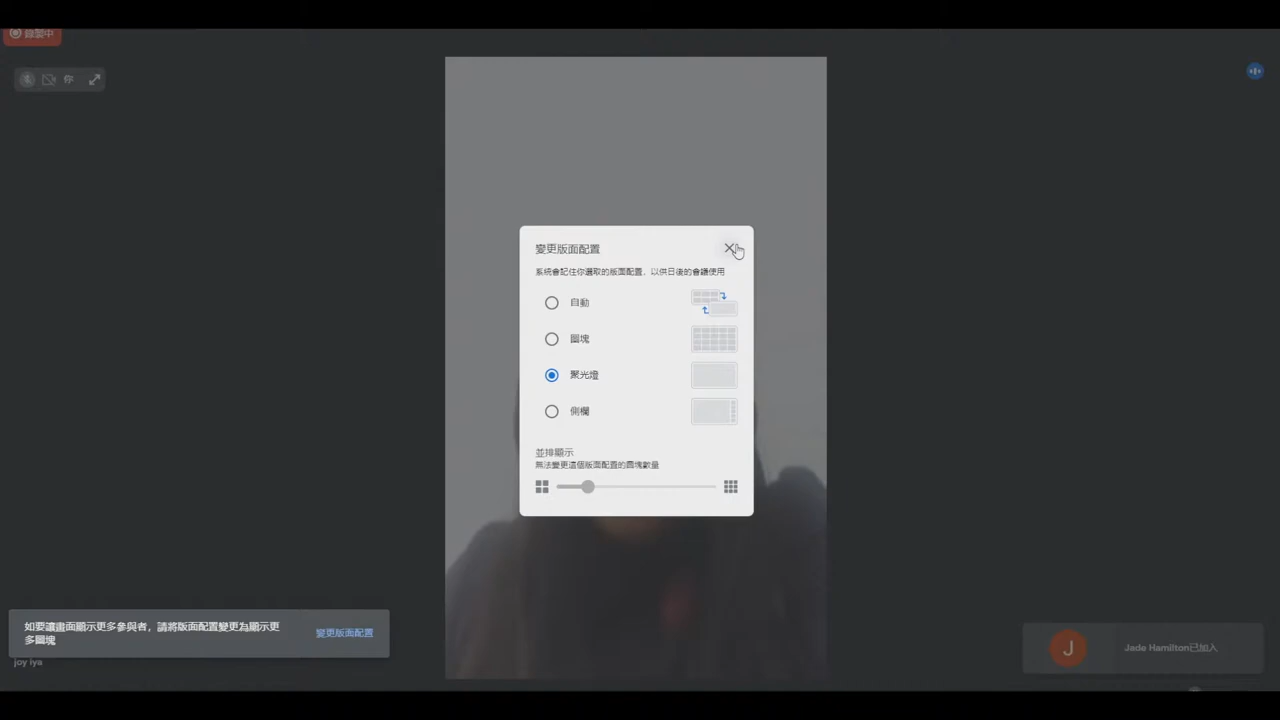 錄製中
你
變更版面配置
系統會記住你選取的版面配置，以供日後的會議使用
自動
圖塊
聚光燈
側欄
並排顯示
無法變更這個版面配置的圖塊數量
如要讓畫面顯示更多參與者，請將版面配置變更為顯示更
多圖塊
變更版面配置
joy iya
J
Jade Hamilton已加入